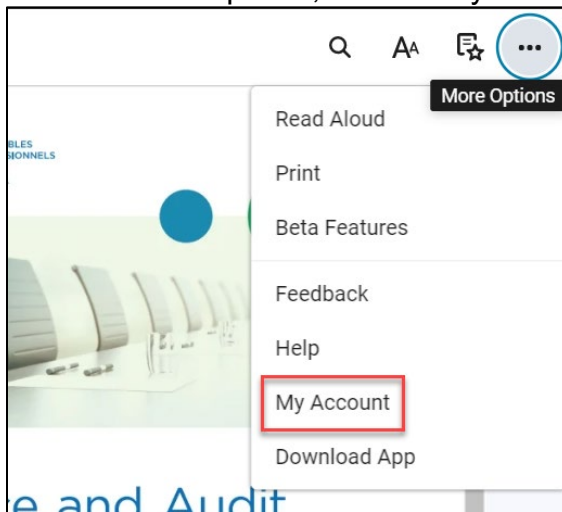 AA
More Options
Read Aloud
BLES
SIONNELS
Print
Beta Features
Feedback
Help
My Account
Download App
e and Audit